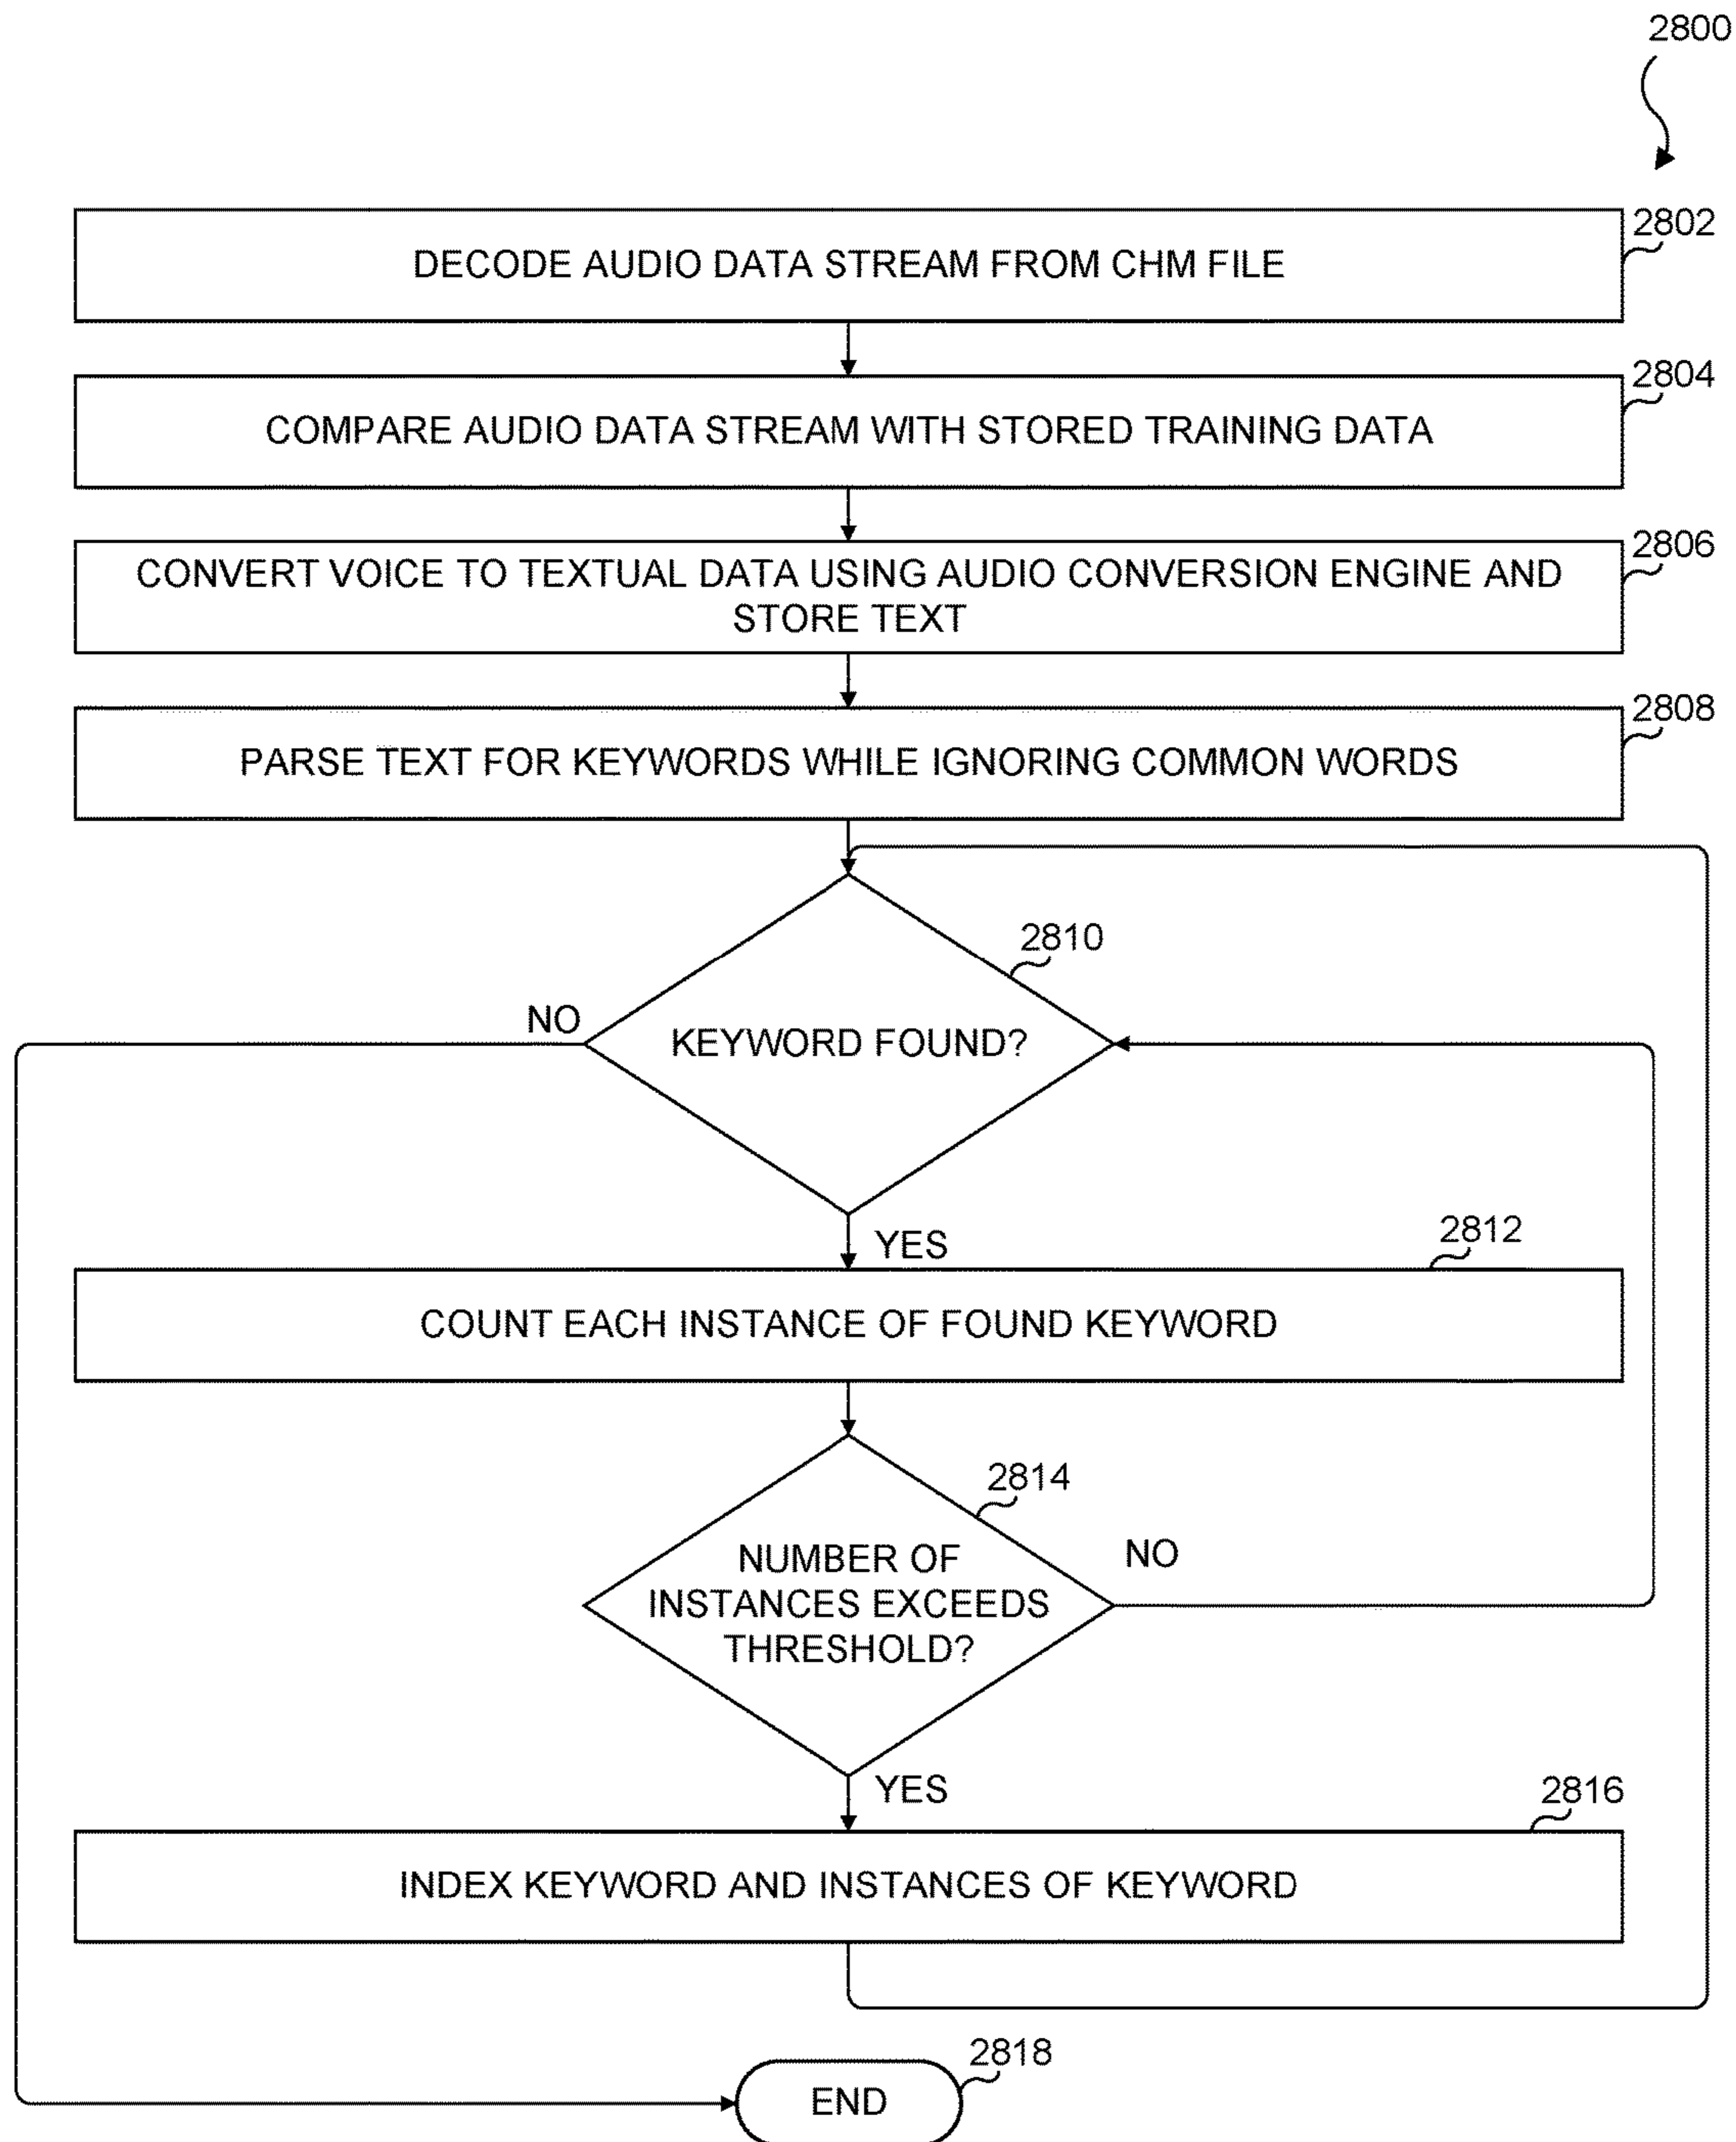 2800
2802
DECODE AUDIO DATA STREAM FROM CHM FILE
2804
COMPARE AUDIO DATA STREAM WITH STORED TRAINING DATA
2806
CONVERT VOICE TO TEXTUAL DATA USING AUDIO CONVERSION ENGINE AND
STORE TEXT
2808
PARSE TEXT FOR KEYWORDS WHILE IGNORING COMMON WORDS
2810
NO
KEYWORD FOUND?
YES
2812
COUNT EACH INSTANCE OF FOUND KEYWORD
2814
NO
NUMBER OF
INSTANCES EXCEEDS
THRESHOLD?
YES
2816
INDEX KEYWORD AND INSTANCES OF KEYWORD
2818
END